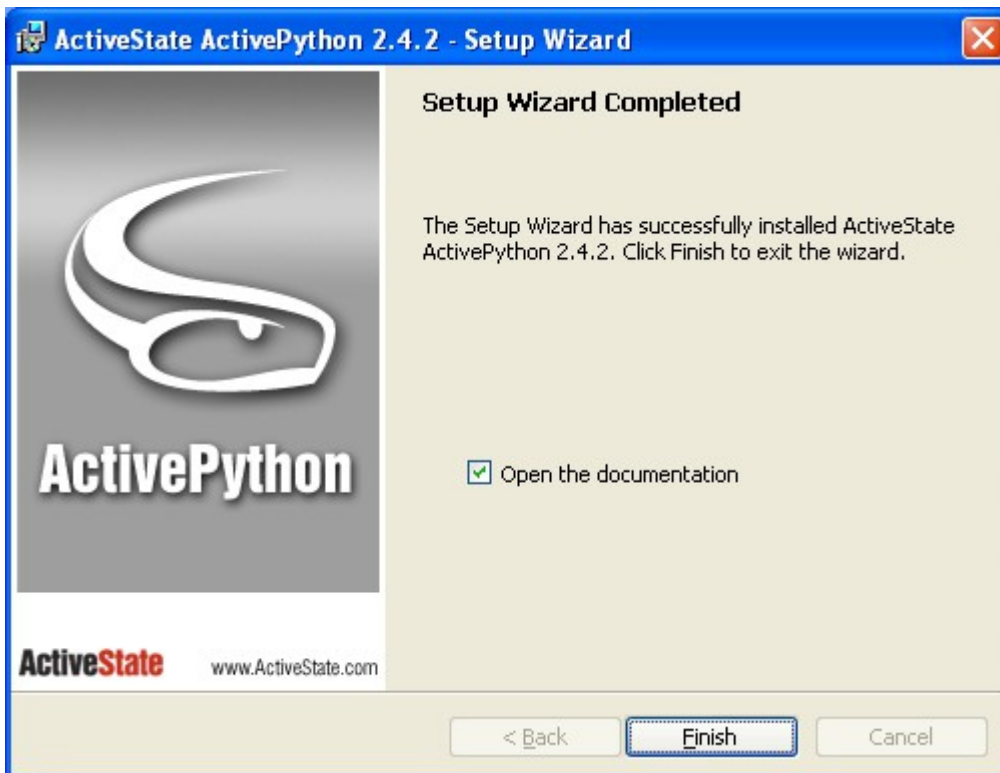 ActiveState ActivePython 2.4.2 - Setup Wizard
Setup Wizard Completed
The Setup Wizard has successfully installed ActiveState
ActivePython 2.4.2. Click Finish to exit the wizard.
ActivePython
Open the documentation
ActiveState www.ActiveState.com
< Back Finish Cancel